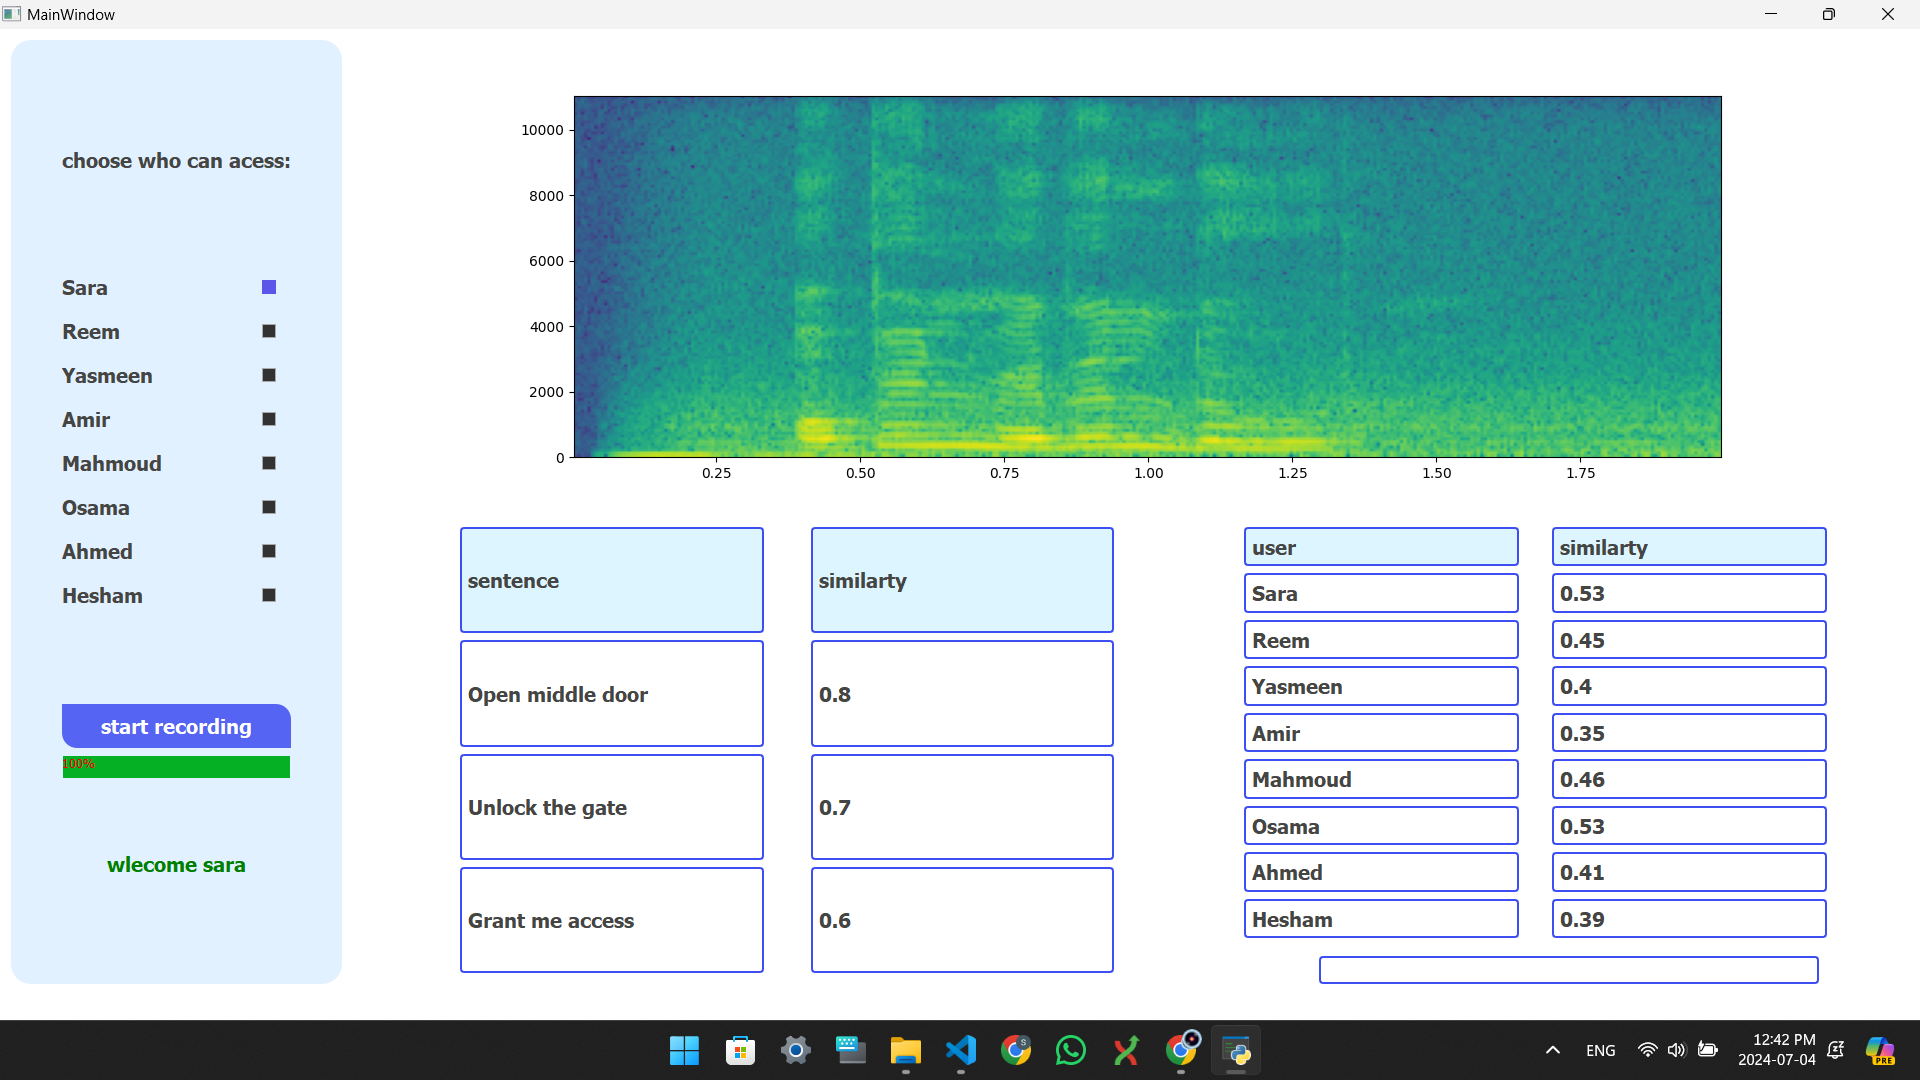 MainWindow
choose who can acess:
Sara
Reem
Yasmeen
Amir
Mahmoud
Osama
Ahmed
Hesham
start recording
100%
wlecome sara
10000
8000
6000
4000
2000
0
0.25 0.50 0.75 1.00 1.25 1.50 1.75
sentence similarty
Open middle door 0.8
Unlock the gate 0.7
Grant me access 0.6
user similarty
Sara 0.53
Reem 0.45
Yasmeen 0.4
Amir 0.35
Mahmoud 0.46
Osama 0.53
Ahmed 0.41
Hesham 0.39
S
ENG
12:42 PM
2024-07-04
PRE